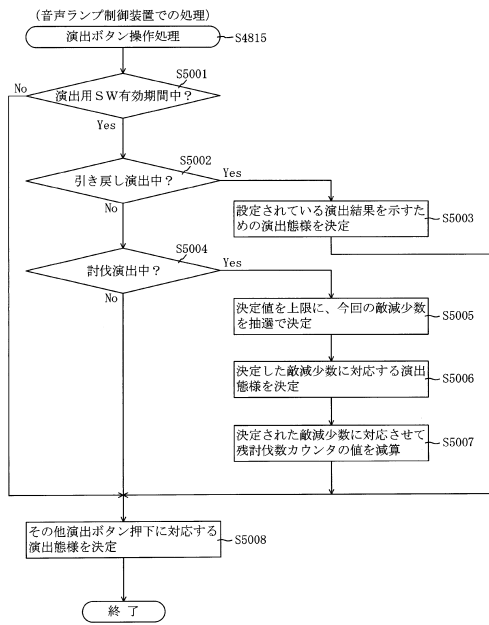 (音声ランプ制御装置での処理)
演出ボタン操作処理
S4815
S5001
No
演出用SW有効期間中?
Yes
S5002
引き戻し演出中?
Yes
No
設定されている演出結果を示すた
めの演出態様を決定
S5003
S5004
討伐演出中?
Yes
No
決定値を上限に、今回の敵減少数
を抽選で決定
S5005
決定した敵減少数に対応する演出
態様を決定
S5006
決定された敵減少数に対応させて
残討伐数カウンタの値を減算
S5007
その他演出ボタン押下に対応する
演出態様を決定
S5008
終了